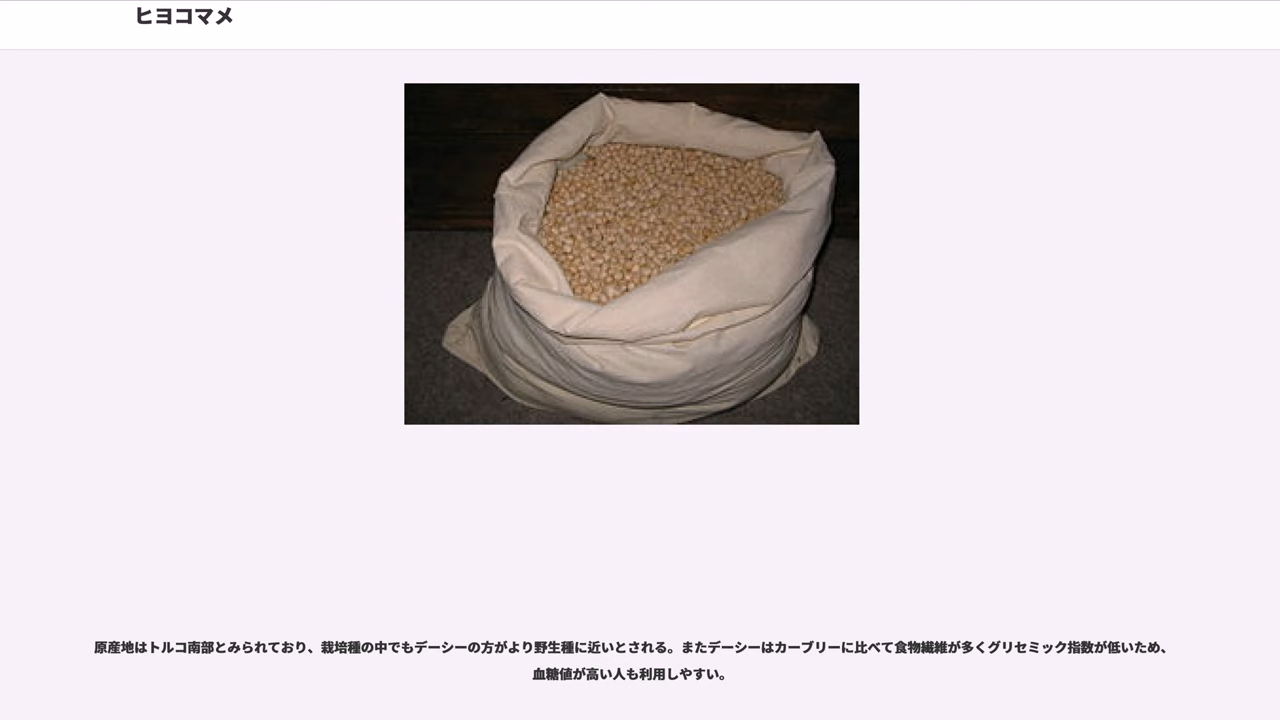 ヒヨコマメ
原産地はトルコ南部とみられており、栽培種の中でもデーシーの方がより野生種に近いとされる。またデーシーはカーブリーに比べて食物繊維が多くグリセミック指数が低いため、
血糖値が高い人も利用しやすい。